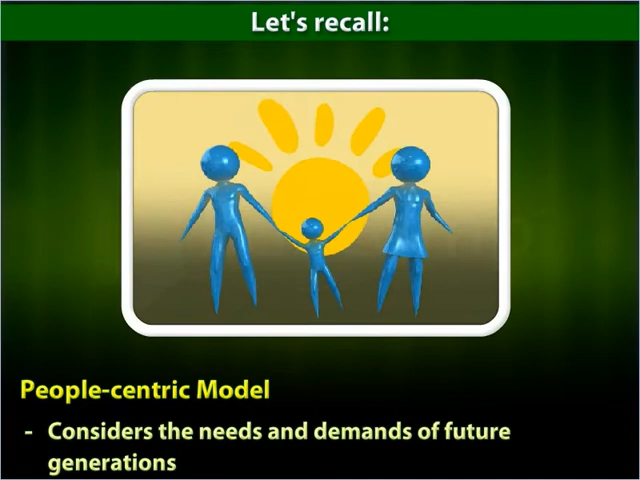 Let's recall:
People-centric Model
- Considers the needs and demands of future
generations